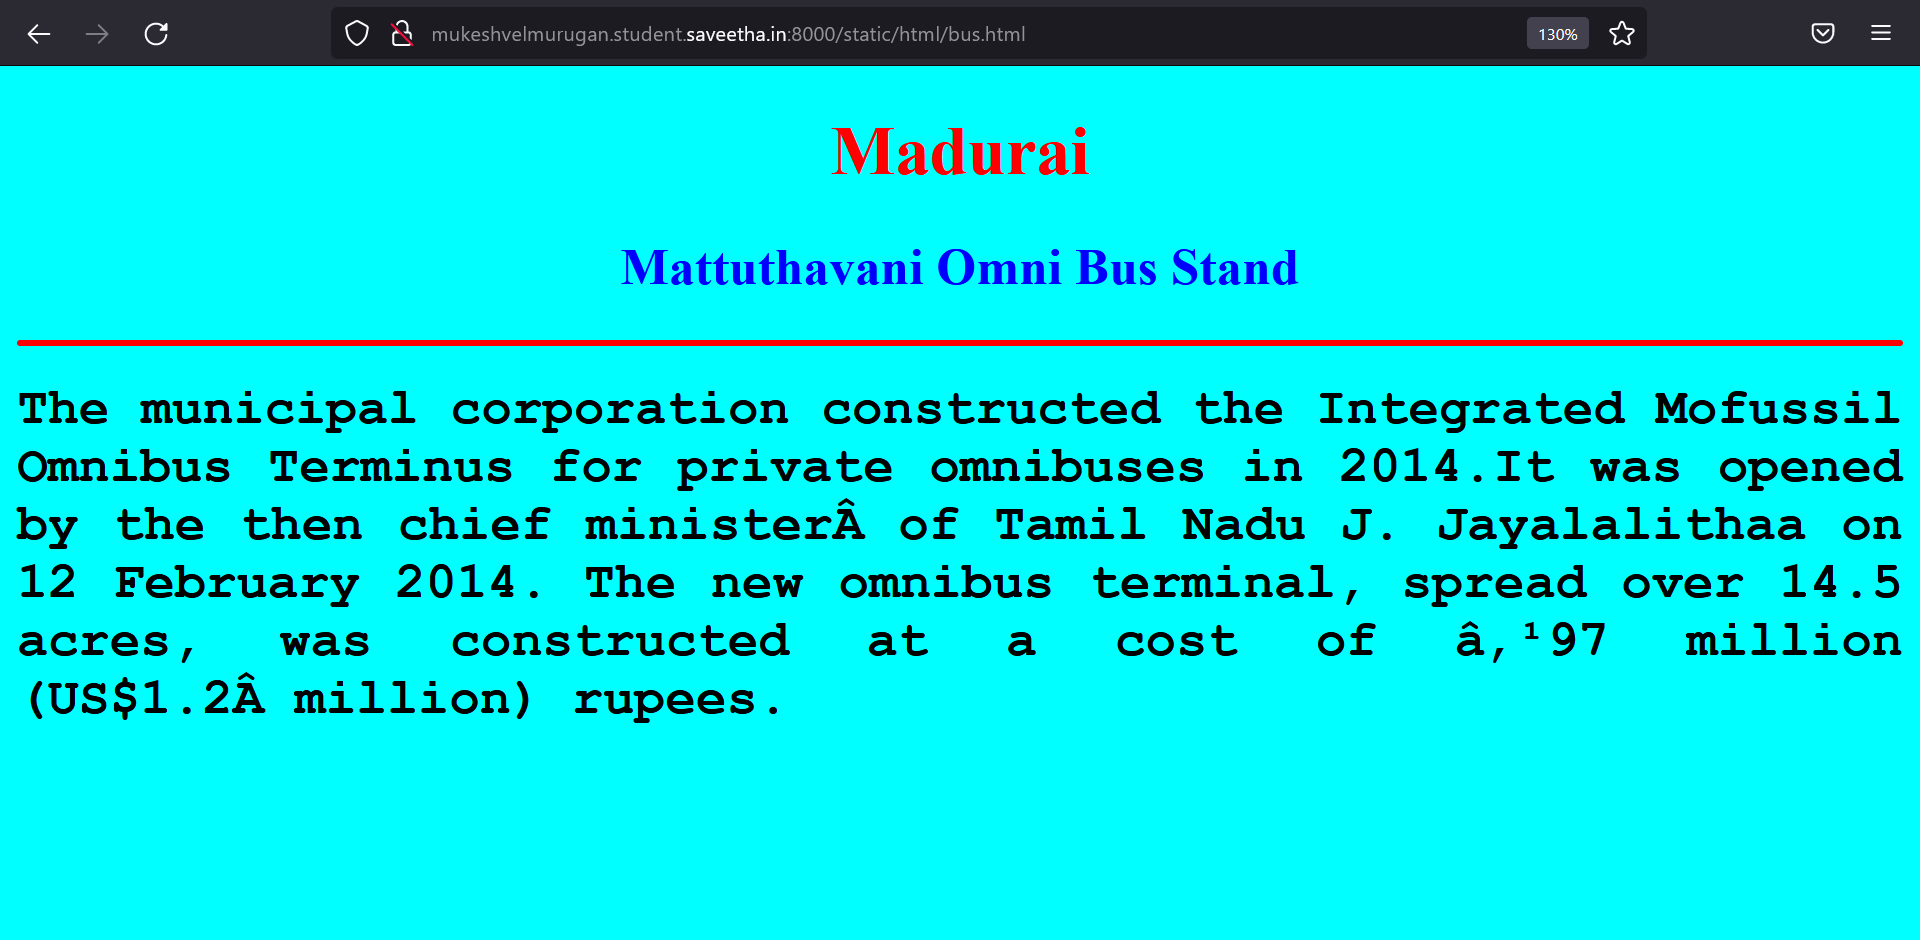 mukeshvelmurugan.student.saveetha.in:8000/static/html/bus.html
130%
Madurai
Mattuthavani Omni Bus Stand
The municipal corporation constructed the Integrated Mofussil
Omnibus Terminus for private omnibuses in 2014.It was opened
by the then chief ministerÂ of Tamil Nadu J. Jayalalithaa on
12 February 2014. The new omnibus terminal, spread over 14.5
acres, was constructed at a cost of â‚¹97 million
(US$1.2Â million) rupees.